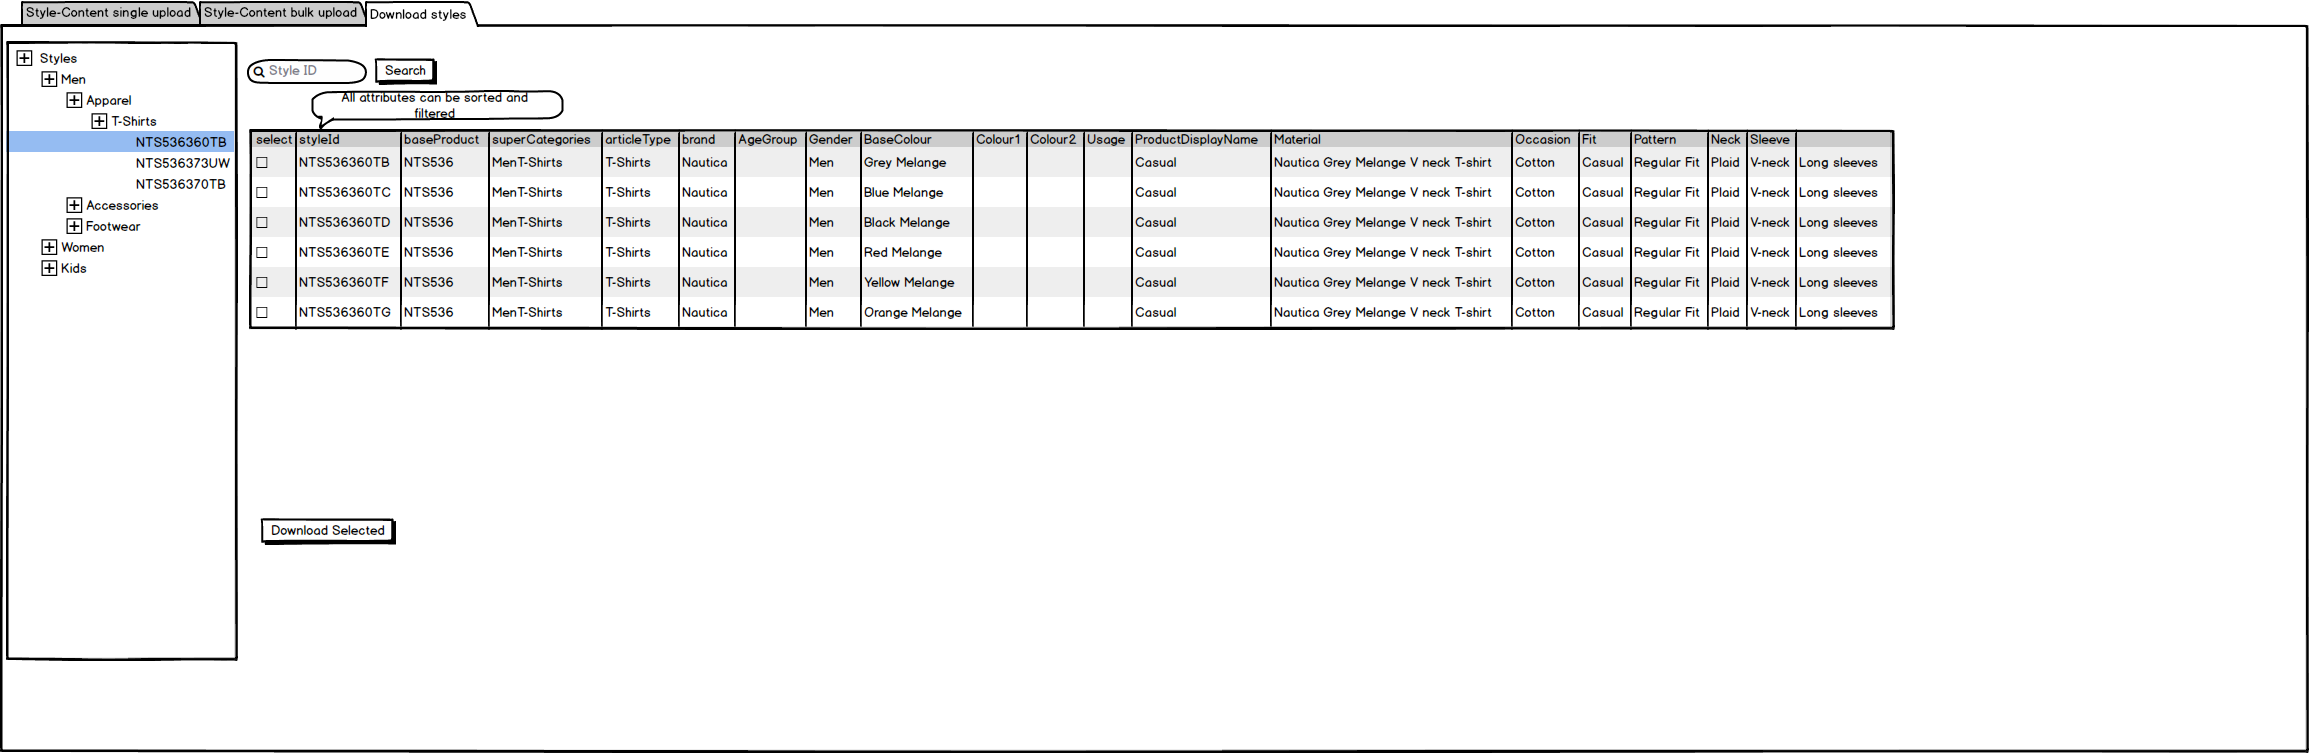 Style-Content single upload Style-Content bulk upload Download styles
Styles
Men
Apparel
T-Shirts
NTS536360TB
NTS536373UW
NTS536370TB
Accessories
Footwear
Women
Kids
Style ID Search
All attributes can be sorted and
filtered
select styleId baseProduct superCategories articleType brand AgeGroup Gender BaseColour Colour1 Colour2 Usage ProductDisplayName Material Occasion Fit Pattern Neck Sleeve
NTS536360TB NTS536 MenT-Shirts T-Shirts Nautica Men Grey Melange Casual Nautica Grey Melange V neck T-shirt Cotton Casual Regular Fit Plaid V-neck Long sleeves
NTS536360TC NTS536 MenT-Shirts T-Shirts Nautica Men Blue Melange Casual Nautica Grey Melange V neck T-shirt Cotton Casual Regular Fit Plaid V-neck Long sleeves
NTS536360TD NTS536 MenT-Shirts T-Shirts Nautica Men Black Melange Casual Nautica Grey Melange V neck T-shirt Cotton Casual Regular Fit Plaid V-neck Long sleeves
NTS536360TE NTS536 MenT-Shirts T-Shirts Nautica Men Red Melange Casual Nautica Grey Melange V neck T-shirt Cotton Casual Regular Fit Plaid V-neck Long sleeves
NTS536360TF NTS536 MenT-Shirts T-Shirts Nautica Men Yellow Melange Casual Nautica Grey Melange V neck T-shirt Cotton Casual Regular Fit Plaid V-neck Long sleeves
NTS536360TG NTS536 MenT-Shirts T-Shirts Nautica Men Orange Melange Casual Nautica Grey Melange V neck T-shirt Cotton Casual Regular Fit Plaid V-neck Long sleeves
Download Selected